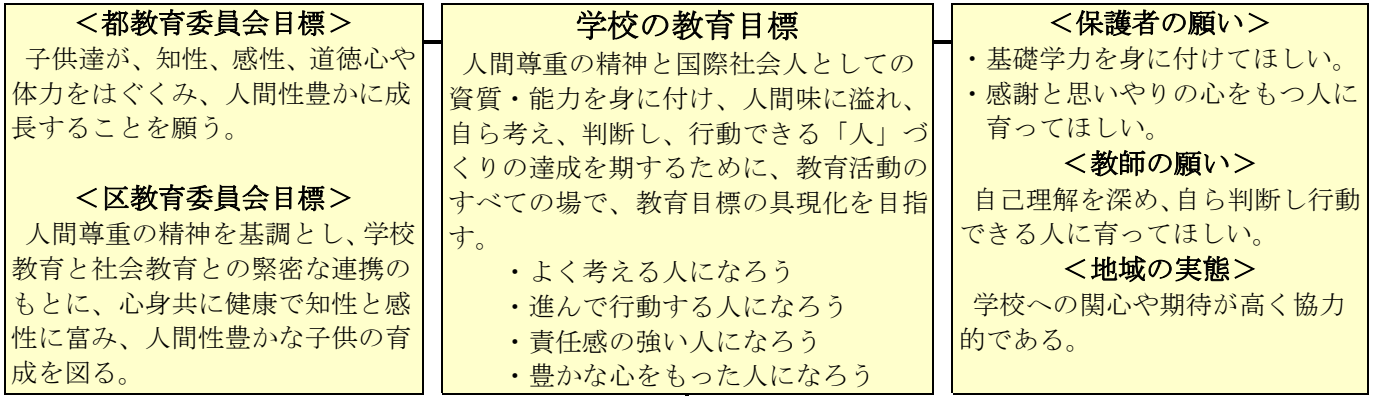 ＜都教育委員会目標＞
子供達が、知性、感性、道徳心や
体力をはぐくみ、人間性豊かに成
長することを願う。
＜区教育委員会目標＞
人間尊重の精神を基調とし、学校
教育と社会教育との緊密な連携の
もとに、心身共に健康で知性と感
性に富み、人間性豊かな子供の育
成を図る。
学校の教育目標
人間尊重の精神と国際社会人としての
資質・能力を身に付け、人間味に溢れ、
自ら考え、判断し、行動できる「人」づ
くりの達成を期するために、教育活動の
すべての場で、教育目標の具現化を目指
す。
・よく考える人になろう
・進んで行動する人になろう
・責任感の強い人になろう
・豊かな心をもった人になろう
＜保護者の願い＞
・基礎学力を身に付けてほしい。
・感謝と思いやりの心をもつ人に
育ってほしい。
＜教師の願い＞
自己理解を深め、自ら判断し行動
できる人に育ってほしい。
＜地域の実態＞
学校への関心や期待が高く協力
的である。